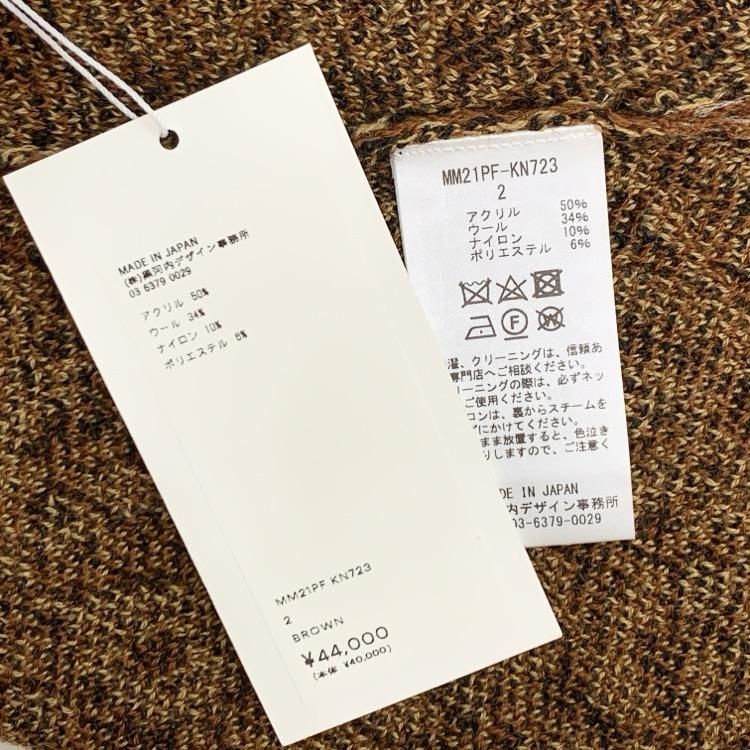 MADE IN JAPAN
(株)黒河内デザイン事務所
03 6379 0029
アクリル 50%
ウール 34%
ナイロン 10%
ポリエステル 6%
MM21PF KN723
2
BROWN
¥44,000
(本体 ¥40,000)
MM21PF-KN723
2
アクリル 50%
ウール 34%
ナイロン 10%
ポリエステル 6%
F
W
濯、クリーニングは、信頼あ
専門店へご相談ください。
リーニングの際は、必ずネッ
ご使用ください。
ロンは、裏からスチームを
ずにかけてください。
まま放置すると、色泣き
りしますので、ご注意く
DE IN JAPAN
内デザイン事務所
03-6379-0029